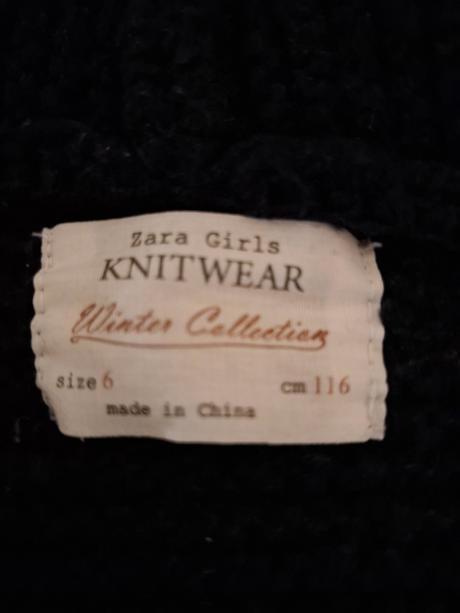 Zara Girls
KNITWEAR
Winter Collection
size 6 cm 116
made in China